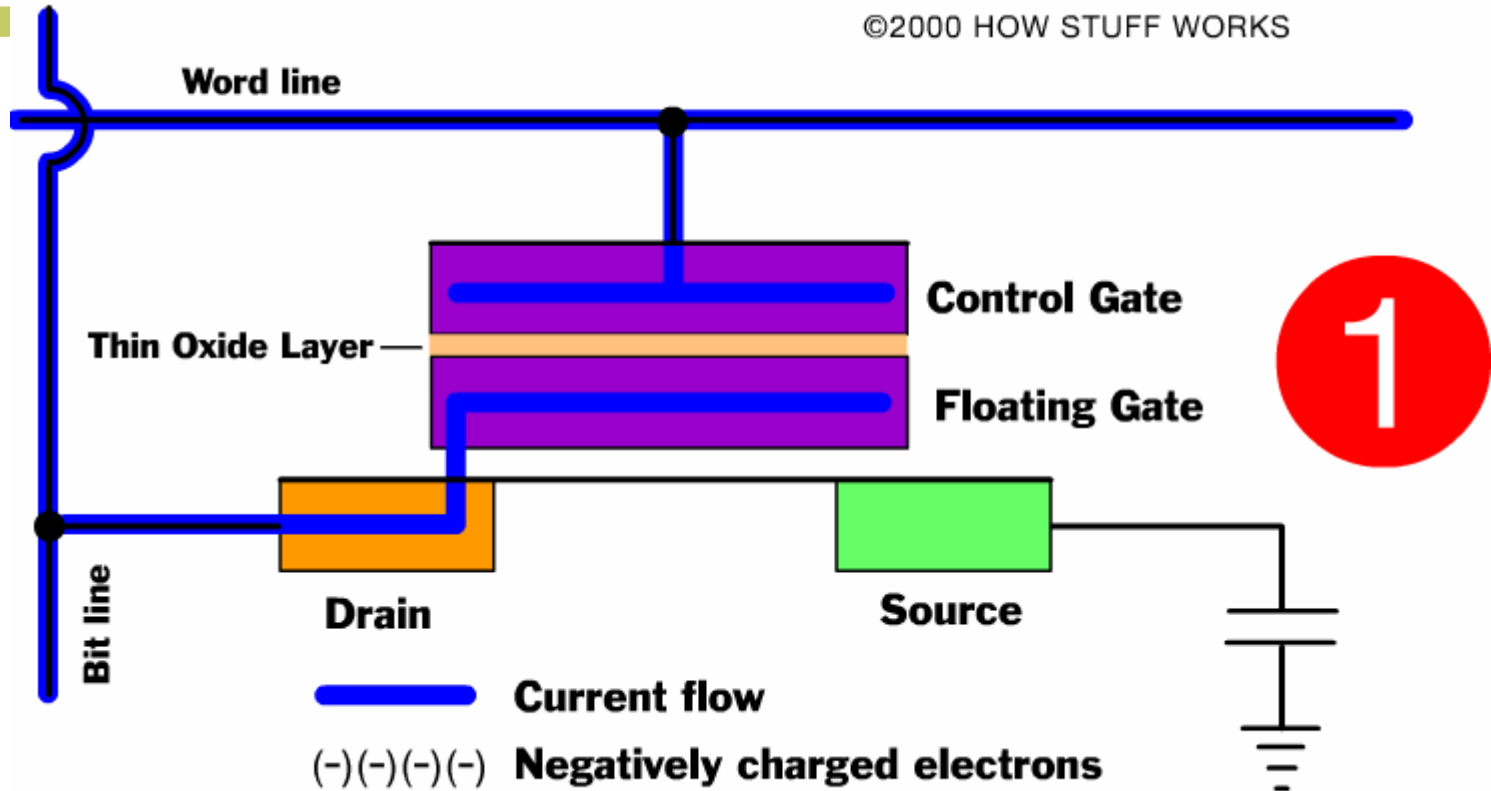 ©2000 HOW STUFF WORKS
Word line
Control Gate
1
Thin Oxide Layer
Floating Gate
Drain
Source
Bit line
Current flow
(-)(-)(-)(-) Negatively charged electrons